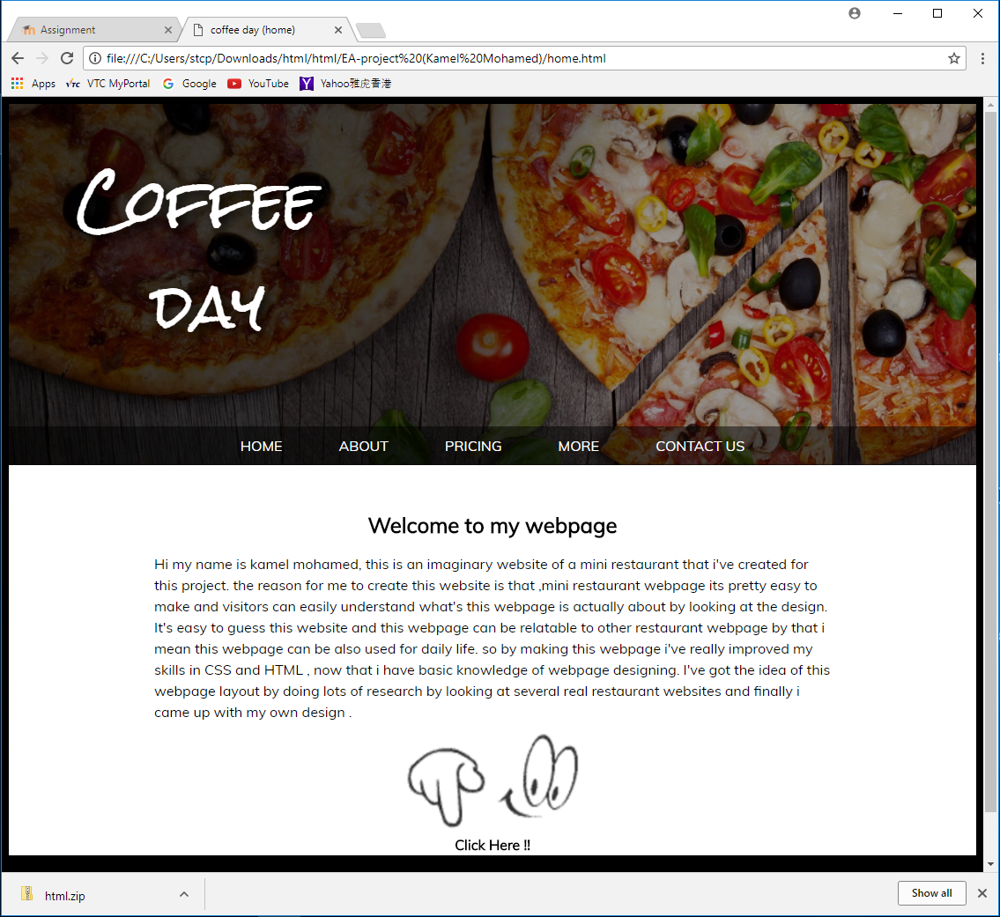 Assignment
coffee day (home)
file:///C:/Users/stcp/Downloads/html/html/EA-project%20(Kamel%20Mohamed)/home.html
Apps VTC VTC MyPortal G Google YouTube Y Yahoo雅虎香港
COFFEE
DAY
HOME ABOUT PRICING MORE CONTACT US
Welcome to my webpage
Hi my name is kamel mohamed, this is an imaginary website of a mini restaurant that i've created for
this project. the reason for me to create this website is that ,mini restaurant webpage its pretty easy to
make and visitors can easily understand what's this webpage is actually about by looking at the design.
It's easy to guess this website and this webpage can be relatable to other restaurant webpage by that i
mean this webpage can be also used for daily life. so by making this webpage i've really improved my
skills in CSS and HTML , now that i have basic knowledge of webpage designing. I've got the idea of this
webpage layout by doing lots of research by looking at several real restaurant websites and finally i
came up with my own design .
Click Here !!
html.zip
Show all